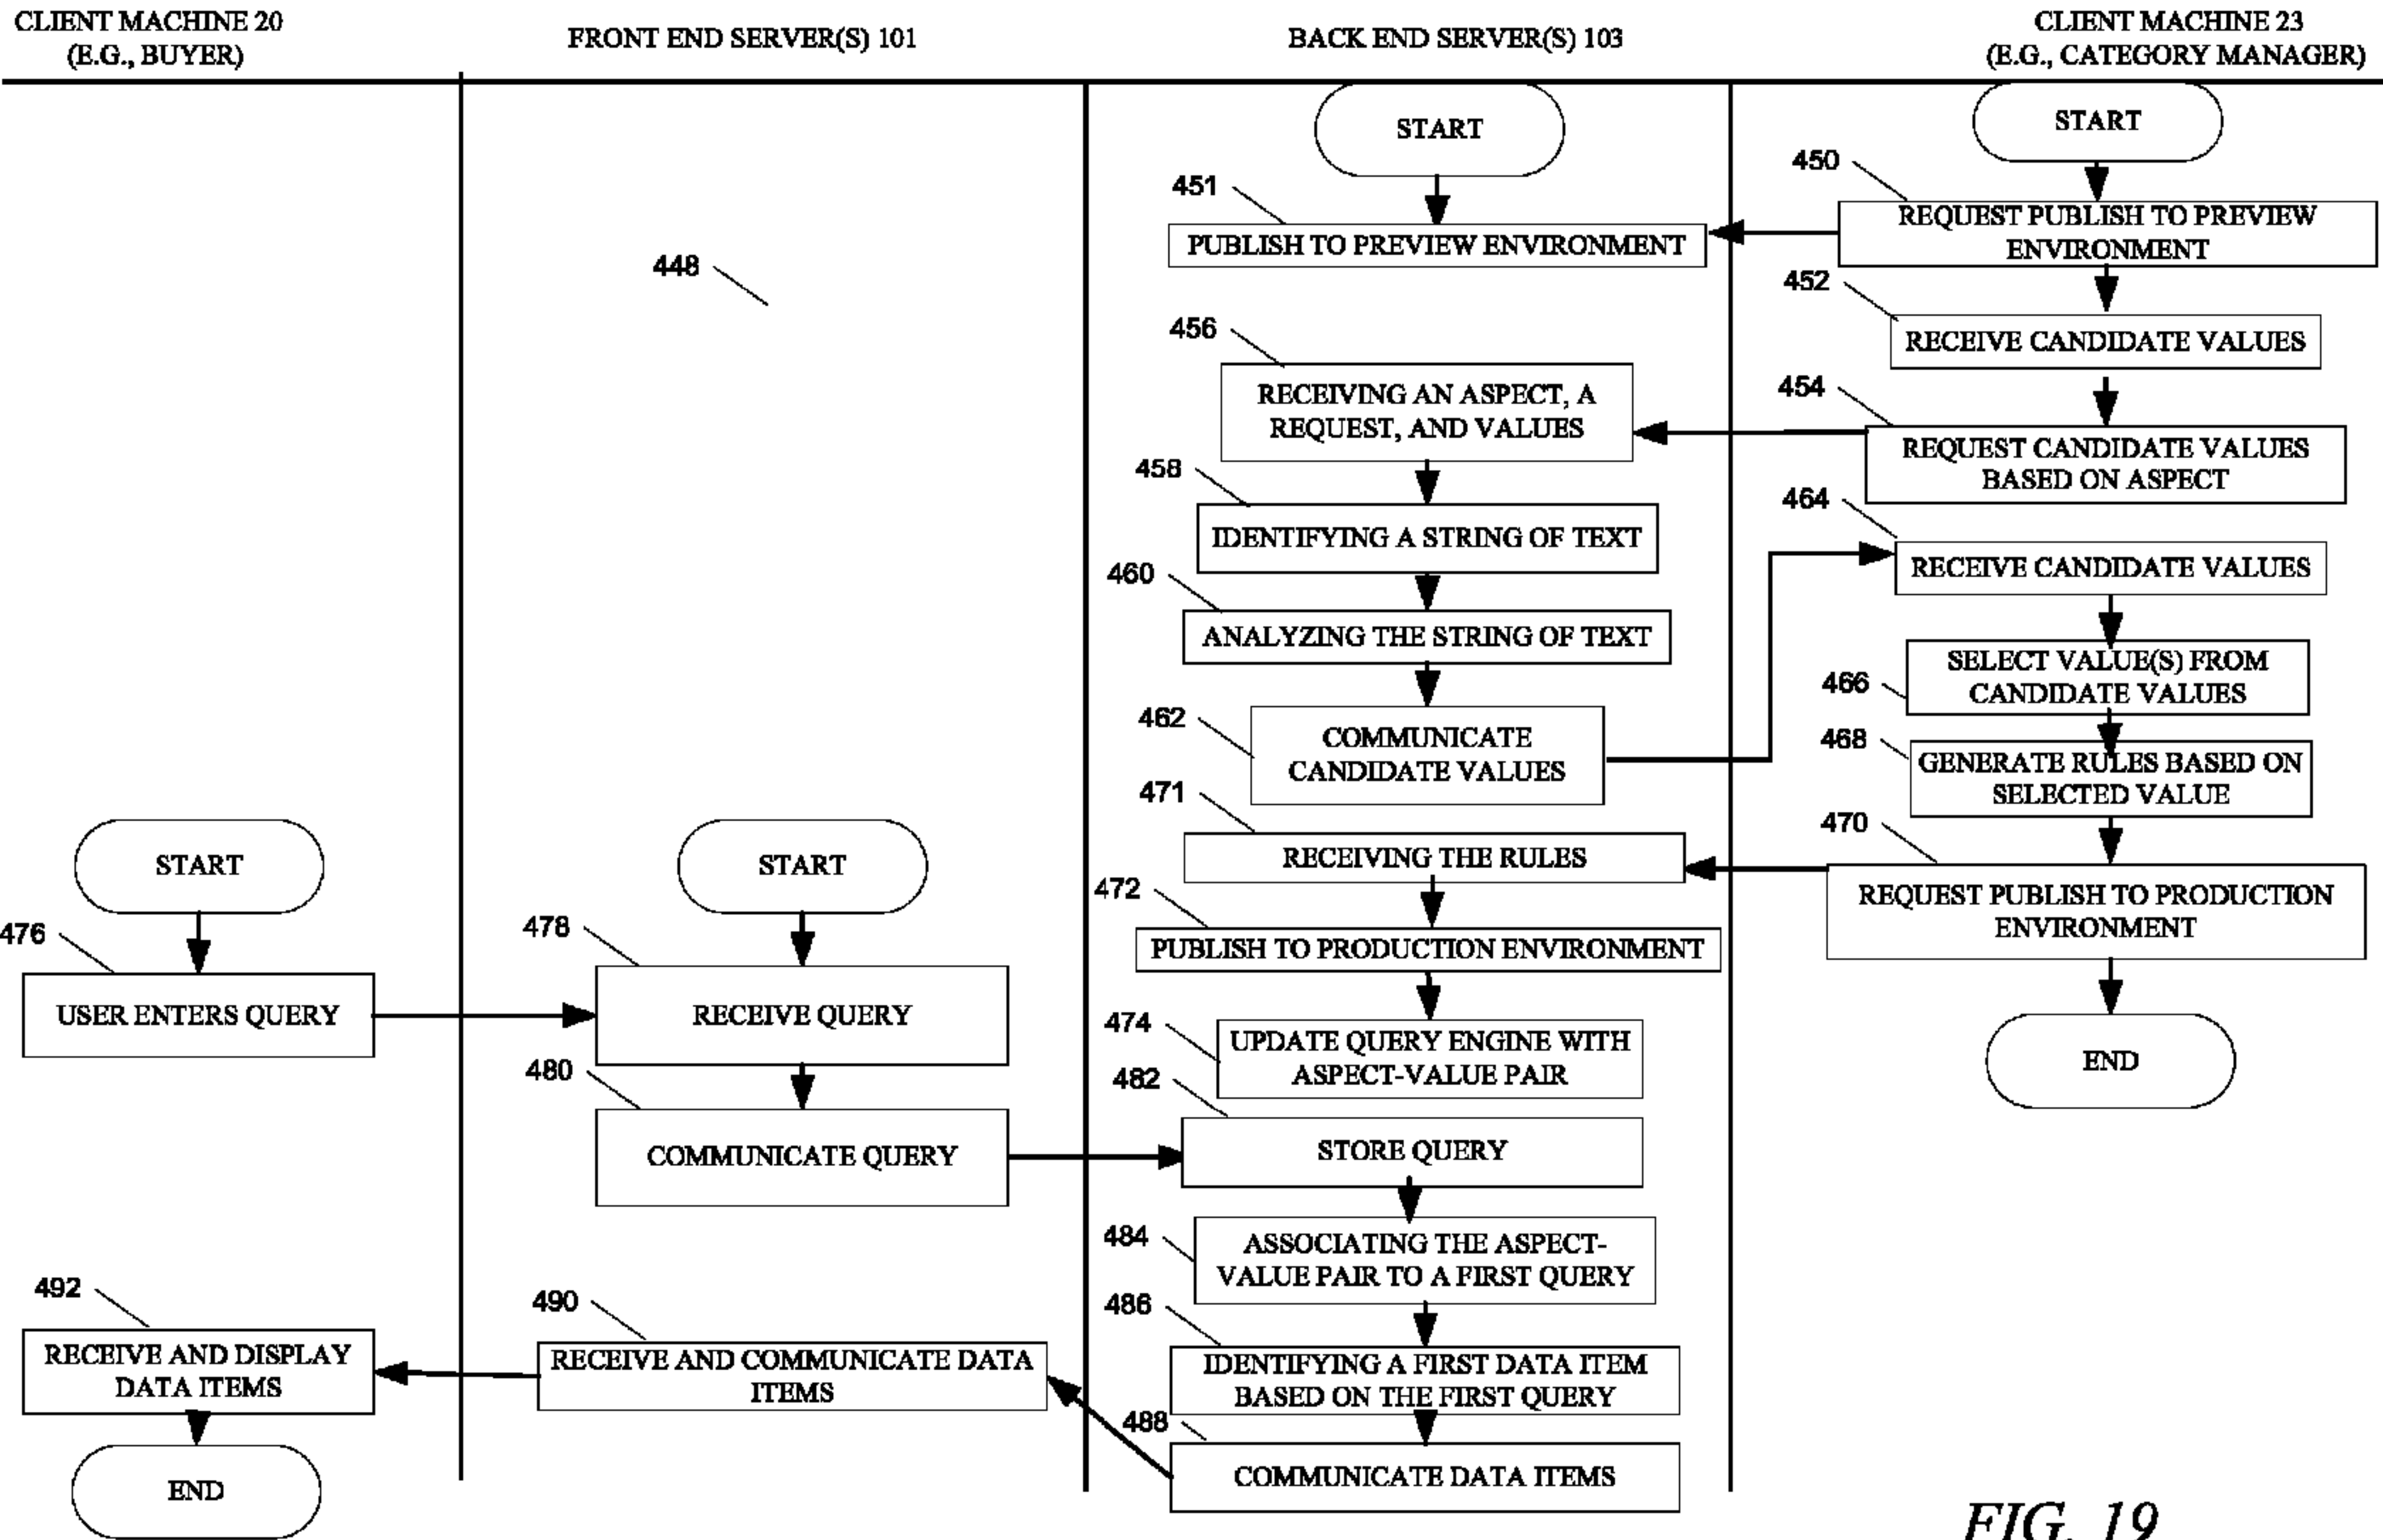 CLIENT MACHINE 20
(E.G., BUYER)
FRONT END SERVER(S) 101
BACK END SERVER(S) 103
CLIENT MACHINE 23
(E.G., CATEGORY MANAGER)
448
START
476
USER ENTERS QUERY
492
RECEIVE AND DISPLAY
DATA ITEMS
END
START
478
RECEIVE QUERY
480
COMMUNICATE QUERY
490
RECEIVE AND COMMUNICATE DATA
ITEMS
START
451
PUBLISH TO PREVIEW ENVIRONMENT
456
RECEIVING AN ASPECT, A
REQUEST, AND VALUES
458
IDENTIFYING A STRING OF TEXT
460
ANALYZING THE STRING OF TEXT
462
COMMUNICATE
CANDIDATE VALUES
471
RECEIVING THE RULES
472
PUBLISH TO PRODUCTION ENVIRONMENT
474
UPDATE QUERY ENGINE WITH
ASPECT-VALUE PAIR
482
STORE QUERY
484
ASSOCIATING THE ASPECT-
VALUE PAIR TO A FIRST QUERY
486
IDENTIFYING A FIRST DATA ITEM
BASED ON THE FIRST QUERY
488
COMMUNICATE DATA ITEMS
START
450
REQUEST PUBLISH TO PREVIEW
ENVIRONMENT
452
RECEIVE CANDIDATE VALUES
454
REQUEST CANDIDATE VALUES
BASED ON ASPECT
464
RECEIVE CANDIDATE VALUES
466
SELECT VALUE(S) FROM
CANDIDATE VALUES
468
GENERATE RULES BASED ON
SELECTED VALUE
470
REQUEST PUBLISH TO PRODUCTION
ENVIRONMENT
END
FIG. 19